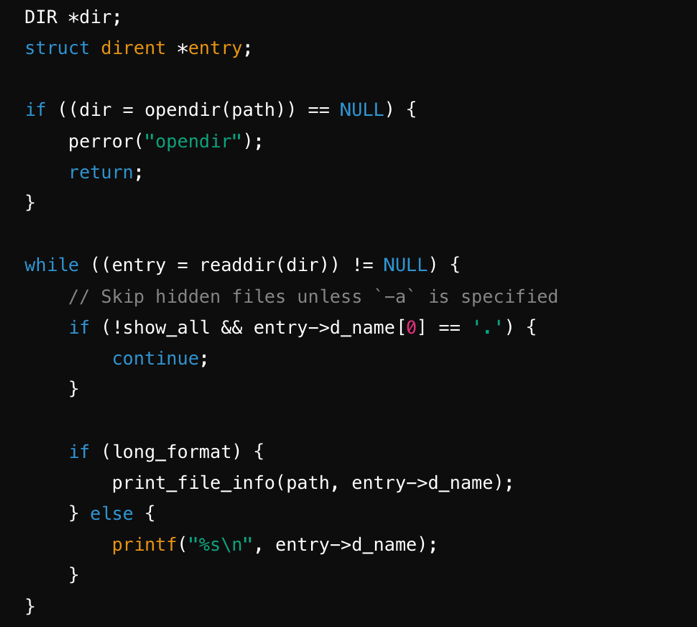 DIR *dir;
struct dirent *entry;

if ((dir = opendir(path)) == NULL) {
    perror("opendir");
    return;
}

while ((entry = readdir(dir)) != NULL) {
    // Skip hidden files unless `-a` is specified
    if (!show_all && entry->d_name[0] == '.') {
        continue;
    }

    if (long_format) {
        print_file_info(path, entry->d_name);
    } else {
        printf("%s\n", entry->d_name);
    }
}